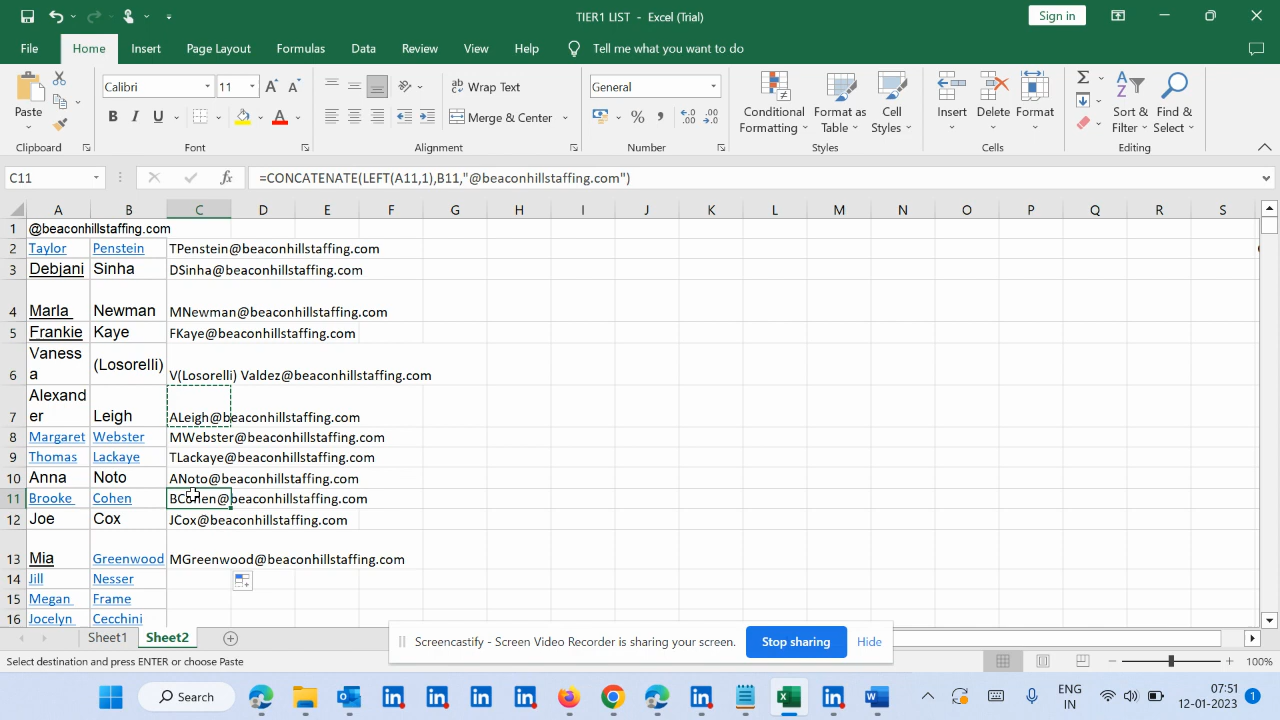 TIER1 LIST - Excel (Trial)
Sign in
File Home Insert Page Layout Formulas Data Review View Help Tell me what you want to do
Calibri 11 Wrap Text General
Paste Conditional Formatting Format as Table Cell Styles Insert Delete Format Sort & Filter Find & Select
B I U A Merge & Center % ,
Clipboard Font Alignment Number Styles Cells Editing
C11 fx =CONCATENATE(LEFT(A11,1),B11,"@beaconhillstaffing.com")
A B C D E F G H I J K L M N O P Q R S
1 @beaconhillstaffing.com
2 Taylor Penstein TPenstein@beaconhillstaffing.com
3 Debjani Sinha DSinha@beaconhillstaffing.com
4 Marla Newman MNewman@beaconhillstaffing.com
5 Frankie Kaye FKaye@beaconhillstaffing.com
6 Vaness a (Losorelli) V(Losorelli) Valdez@beaconhillstaffing.com
7 Alexand er Leigh ALeigh@beaconhillstaffing.com
8 Margaret Webster MWebster@beaconhillstaffing.com
9 Thomas Lackaye TLackaye@beaconhillstaffing.com
10 Anna Noto ANoto@beaconhillstaffing.com
11 Brooke Cohen BCohen@beaconhillstaffing.com
12 Joe Cox JCox@beaconhillstaffing.com
13 Mia Greenwood MGreenwood@beaconhillstaffing.com
14 Jill Nesser
15 Megan Frame
16 Jocelyn Cecchini
Sheet1 Sheet2
Screencastify - Screen Video Recorder is sharing your screen. Stop sharing Hide
Select destination and press ENTER or choose Paste 100%
Search ENG IN 07:51 12-01-2023 1